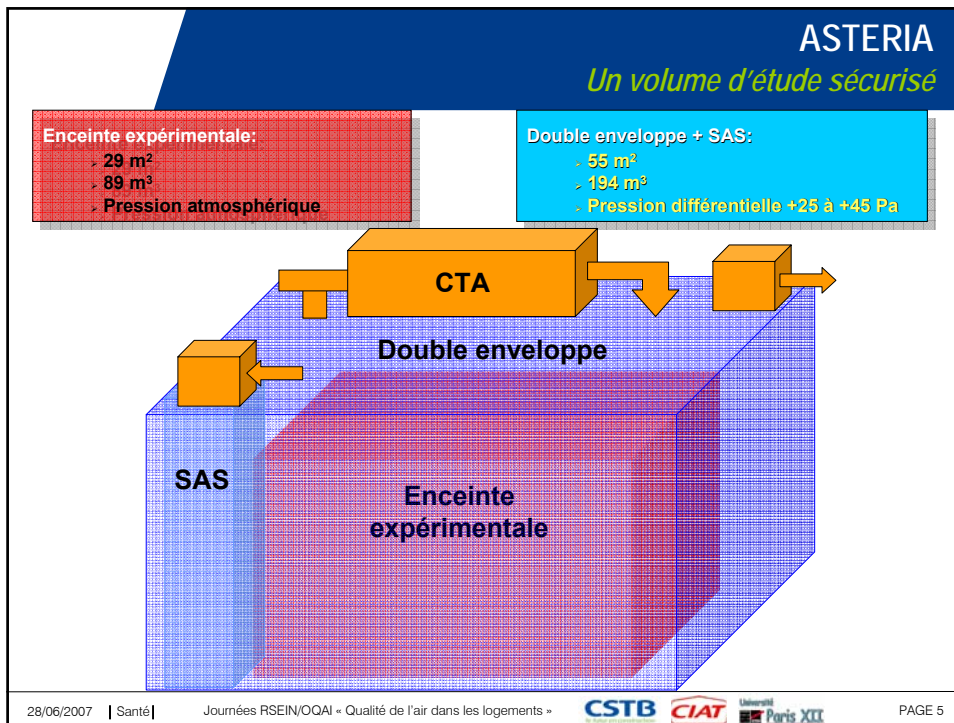 ASTERIA
Un volume d'étude sécurisé
Enceinte expérimentale:
➢ 29 m²
➢ 89 m³
➢ Pression atmosphérique
Double enveloppe + SAS:
➢ 55 m²
➢ 194 m³
➢ Pression différentielle +25 à +45 Pa
CTA
Double enveloppe
SAS
Enceinte
expérimentale
28/06/2007 | Santé | Journées RSEIN/OQAI « Qualité de l'air dans les logements » CSTB CIAT Université Paris XII PAGE 5